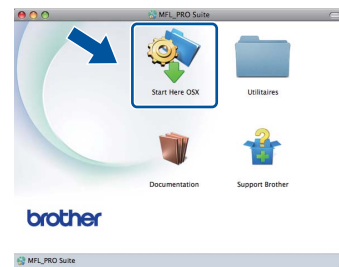 MFL_PRO Suite
Start Here OSX
Utilitaires
Documentation
Support Brother
brother
MFL_PRO Suite